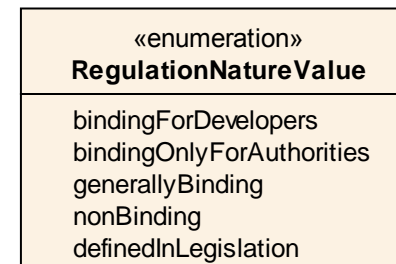 «enumeration»
RegulationNatureValue
bindingForDevelopers
bindingOnlyForAuthorities
generallyBinding
nonBinding
definedInLegislation